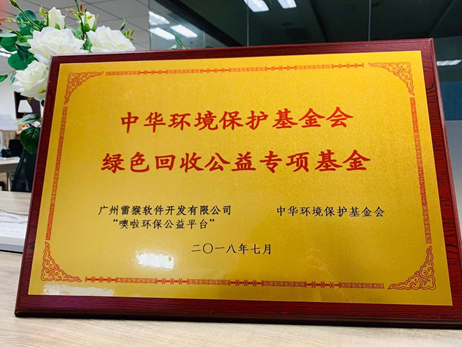 中华环境保护基金会
绿色回收公益专项基金
广州雷猴软件开发有限公司 中华环境保护基金会
“噢啦环保公益平台”
二〇一八年七月